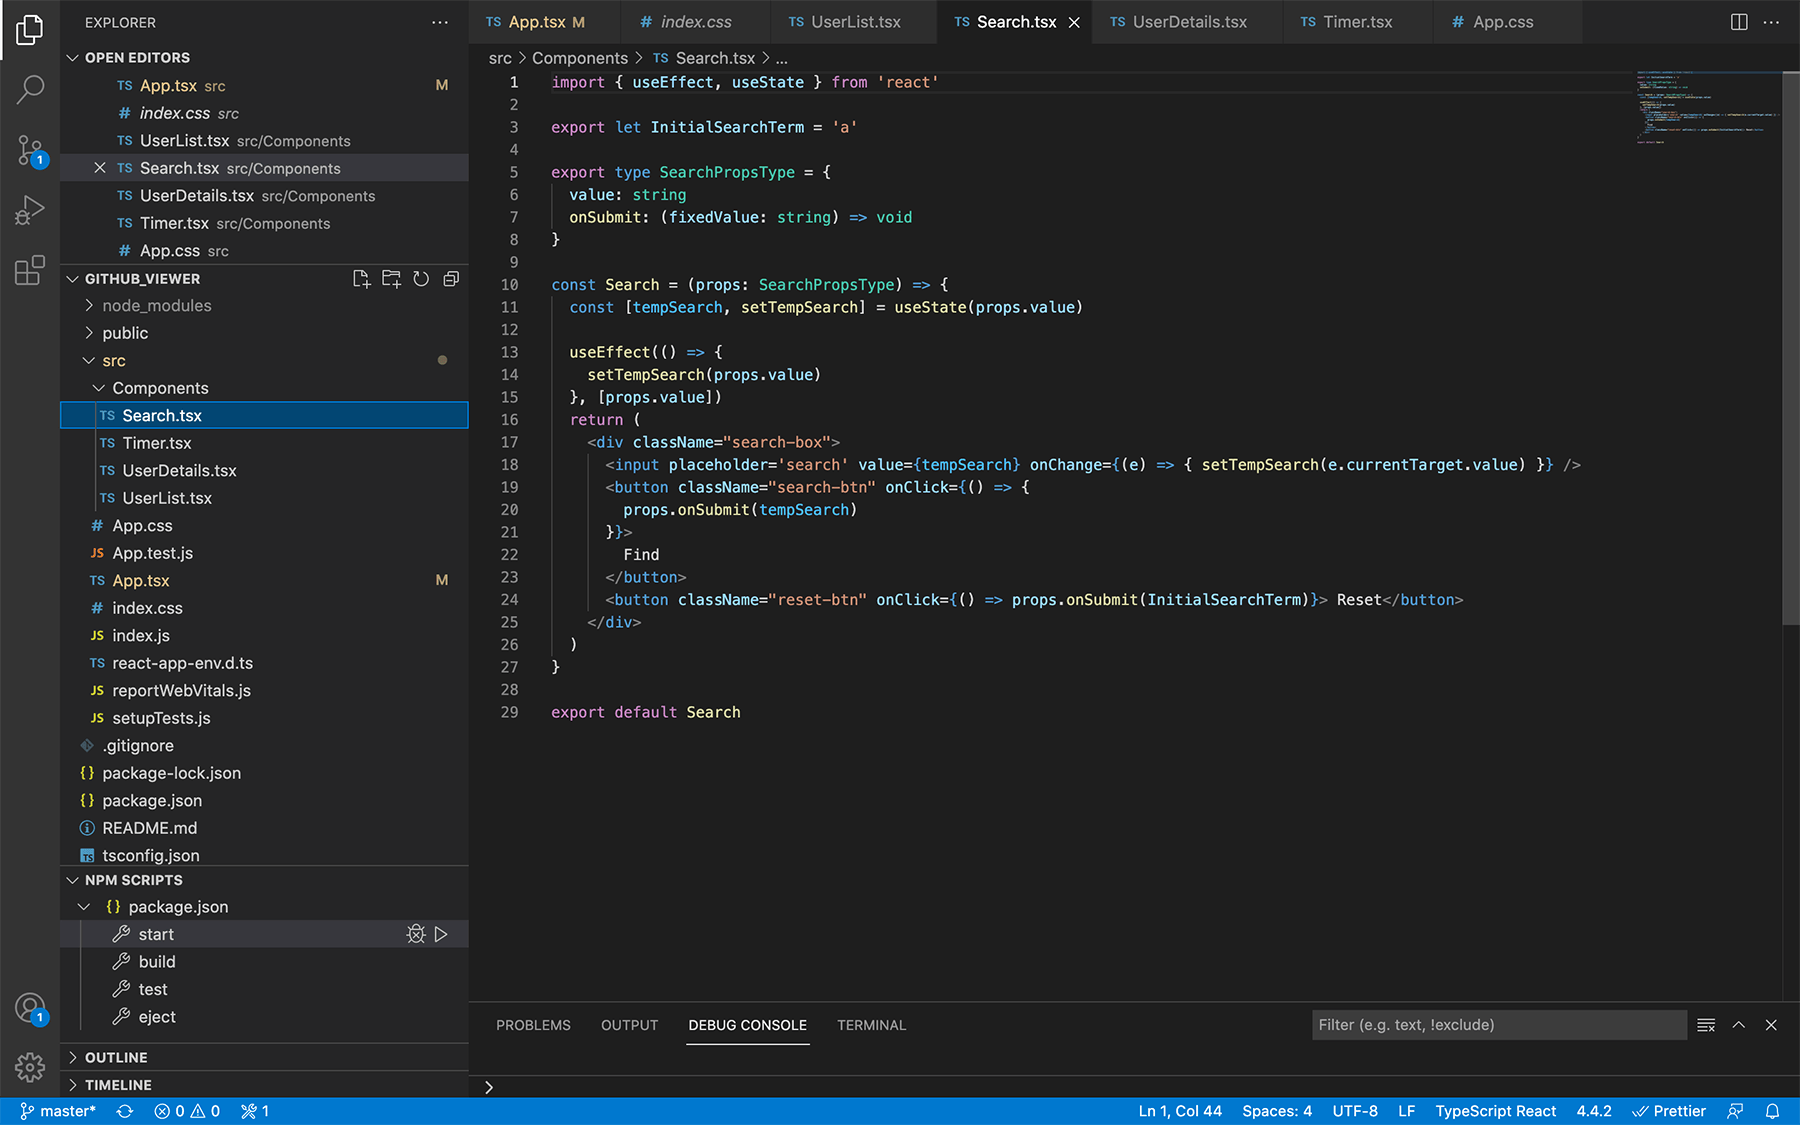 EXPLORER
OPEN EDITORS
TS App.tsx src M
# index.css src
TS UserList.tsx src/Components
TS Search.tsx src/Components
TS UserDetails.tsx src/Components
TS Timer.tsx src/Components
# App.css src
GITHUB_VIEWER
node_modules
public
src
Components
TS Search.tsx
TS Timer.tsx
TS UserDetails.tsx
TS UserList.tsx
# App.css
JS App.test.js
TS App.tsx M
# index.css
JS index.js
TS react-app-env.d.ts
JS reportWebVitals.js
JS setupTests.js
.gitignore
{} package-lock.json
{} package.json
README.md
TS tsconfig.json
NPM SCRIPTS
{} package.json
start
build
test
eject
OUTLINE
TIMELINE
1
1
TS App.tsx M # index.css TS UserList.tsx TS Search.tsx TS UserDetails.tsx TS Timer.tsx # App.css
src > Components > TS Search.tsx > ...
1 import { useEffect, useState } from 'react'
2
3 export let InitialSearchTerm = 'a'
4
5 export type SearchPropsType = {
6 value: string
7 onSubmit: (fixedValue: string) => void
8 }
9
10 const Search = (props: SearchPropsType) => {
11 const [tempSearch, setTempSearch] = useState(props.value)
12
13 useEffect(() => {
14 setTempSearch(props.value)
15 }, [props.value])
16 return (
17 <div className="search-box">
18 <input placeholder='search' value={tempSearch} onChange={(e) => { setTempSearch(e.currentTarget.value) }} />
19 <button className="search-btn" onClick={() => {
20 props.onSubmit(tempSearch)
21 }}>
22 Find
23 </button>
24 <button className="reset-btn" onClick={() => props.onSubmit(InitialSearchTerm)}> Reset</button>
25 </div>
26 )
27 }
28
29 export default Search
PROBLEMS OUTPUT DEBUG CONSOLE TERMINAL Filter (e.g. text, !exclude)
master* 0 0 1 Ln 1, Col 44 Spaces: 4 UTF-8 LF TypeScript React 4.4.2 Prettier